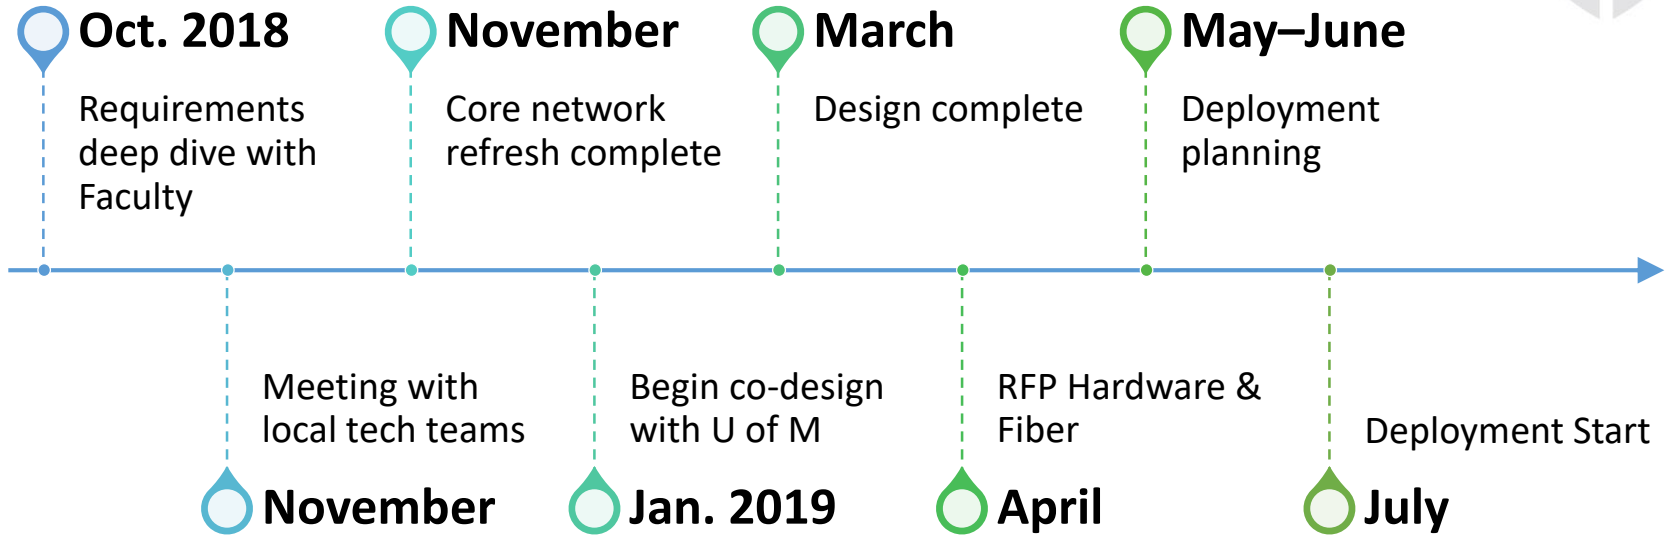 Oct. 2018
Requirements
deep dive with
Faculty
November
Core network
refresh complete
March
Design complete
May–June
Deployment
planning
Meeting with
local tech teams
November
Begin co-design
with U of M
Jan. 2019
RFP Hardware &
Fiber
April
Deployment Start
July